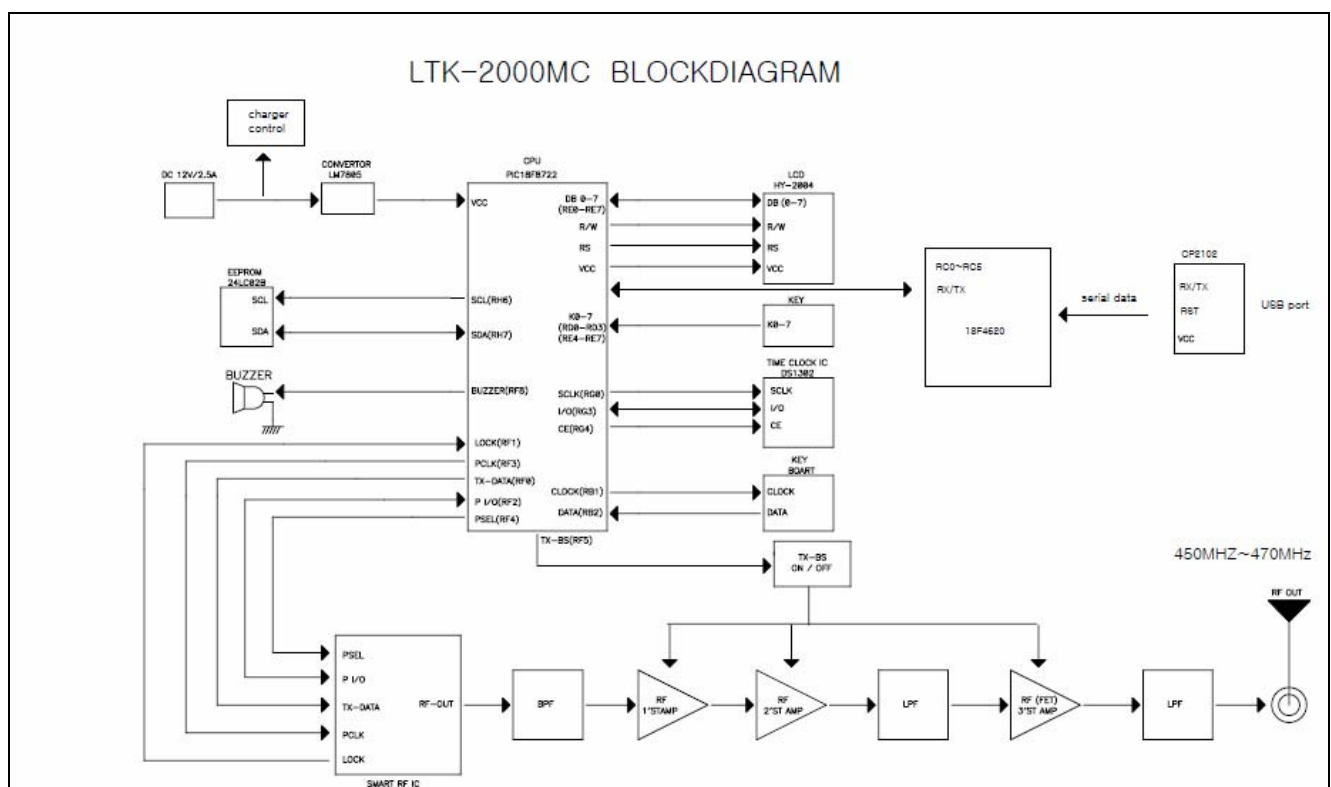 LTK-2000MC BLOCKDIAGRAM
charger
control
DC 12V/2.5A
CONVERTOR
LM7805
CPU
PIC18F8722
VCC
DB 0-7
(RE0-RE7)
R/W
RS
VCC
LCD
HY-2004
DB (0-7)
R/W
RS
VCC
EEPROM
24LC02B
SCL
SDA
SCL(RH6)
SDA(RH7)
K0-7
(RD0-RD3)
(RE4-RE7)
KEY
K0-7
RC0~RC5
RX/TX
18F4620
serial data
CP2102
RX/TX
RST
VCC
USB port
BUZZER
BUZZER(RF8)
SCLK(RG0)
I/O(RG3)
CE(RG4)
TIME CLOCK IC
DS1302
SCLK
I/O
CE
LOCK(RF1)
PCLK(RF3)
TX-DATA(RF0)
P I/O(RF2)
PSEL(RF4)
CLOCK(RB1)
DATA(RB2)
KEY
BOART
CLOCK
DATA
TX-BS(RF5)
TX-BS
ON / OFF
450MHZ~470MHz
RF OUT
PSEL
P I/O
TX-DATA
PCLK
LOCK
RF-OUT
SMART RF IC
BPF
RF
1'STAMP
RF
2'ST AMP
LPF
RF (FET)
3'ST AMP
LPF